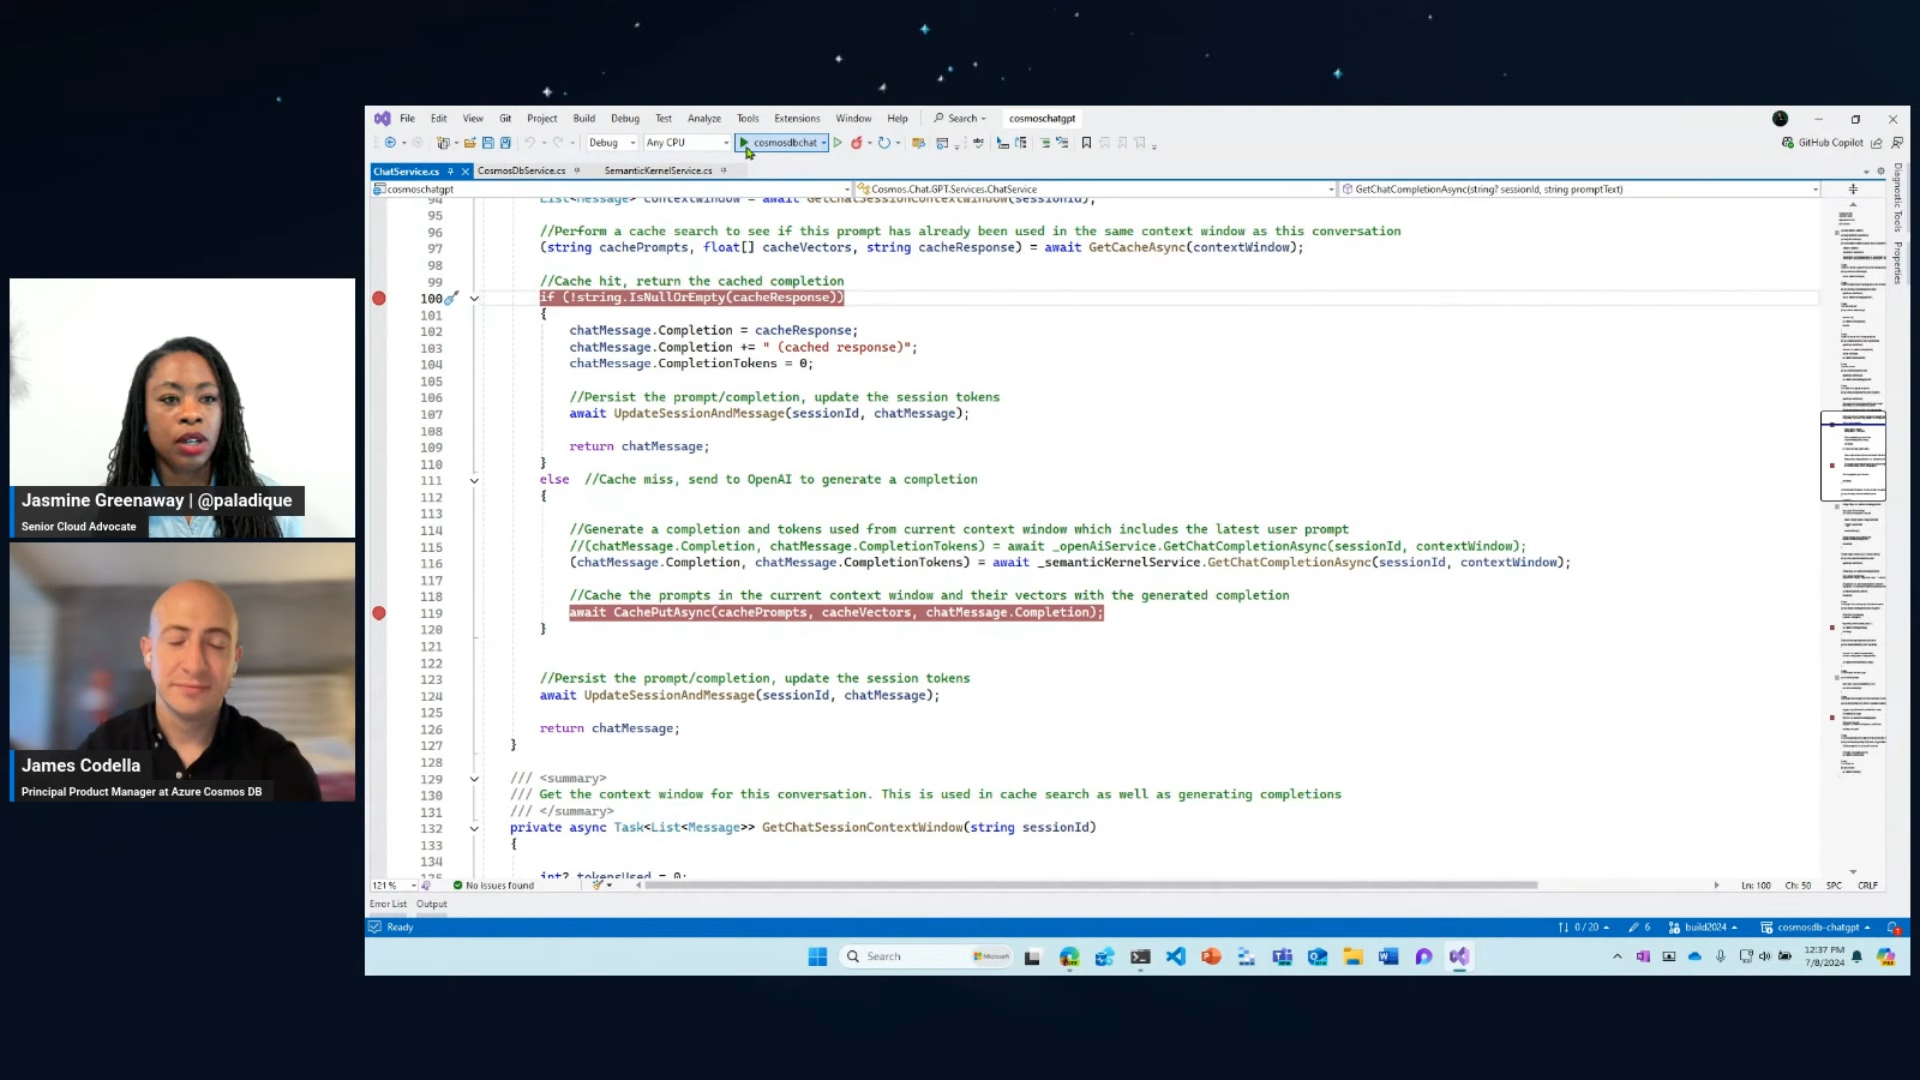 File Edit View Git Project Build Debug Test Analyze Tools Extensions Window Help Search cosmoschatgpt
Debug Any CPU cosmosdbchat GitHub Copilot
ChatService.cs CosmosDbService.cs SemanticKernelService.cs
cosmoschatgpt Cosmos.Chat.GPT.Services.ChatService GetChatCompletionAsync(string? sessionId, string promptText)
Diagnostic Tools
Properties
94 List<Message> contextWindow = await GetChatSessionContextWindow(sessionId);
95
96 //Perform a cache search to see if this prompt has already been used in the same context window as this conversation
97 (string cachePrompts, float[] cacheVectors, string cacheResponse) = await GetCacheAsync(contextWindow);
98
99 //Cache hit, return the cached completion
100 if (!string.IsNullOrEmpty(cacheResponse))
101 {
102 chatMessage.Completion = cacheResponse;
103 chatMessage.Completion += " (cached response)";
104 chatMessage.CompletionTokens = 0;
105
106 //Persist the prompt/completion, update the session tokens
107 await UpdateSessionAndMessage(sessionId, chatMessage);
108
109 return chatMessage;
110 }
111 else //Cache miss, send to OpenAI to generate a completion
112 {
113
114 //Generate a completion and tokens used from current context window which includes the latest user prompt
115 //(chatMessage.Completion, chatMessage.CompletionTokens) = await _openAiService.GetChatCompletionAsync(sessionId, contextWindow);
116 (chatMessage.Completion, chatMessage.CompletionTokens) = await _semanticKernelService.GetChatCompletionAsync(sessionId, contextWindow);
117
118 //Cache the prompts in the current context window and their vectors with the generated completion
119 await CachePutAsync(cachePrompts, cacheVectors, chatMessage.Completion);
120 }
121
122
123 //Persist the prompt/completion, update the session tokens
124 await UpdateSessionAndMessage(sessionId, chatMessage);
125
126 return chatMessage;
127 }
128
129 /// <summary>
130 /// Get the context window for this conversation. This is used in cache search as well as generating completions
131 /// </summary>
132 private async Task<List<Message>> GetChatSessionContextWindow(string sessionId)
133 {
134
135 int? tokensUsed = 0;
121 % No issues found Ln: 100 Ch: 50 SPC CRLF
Error List Output
Ready 0 / 20 6 build2024 cosmosdb-chatgpt
Search Microsoft 12:37 PM
7/8/2024
Jasmine Greenaway | @paladique
Senior Cloud Advocate
James Codella
Principal Product Manager at Azure Cosmos DB